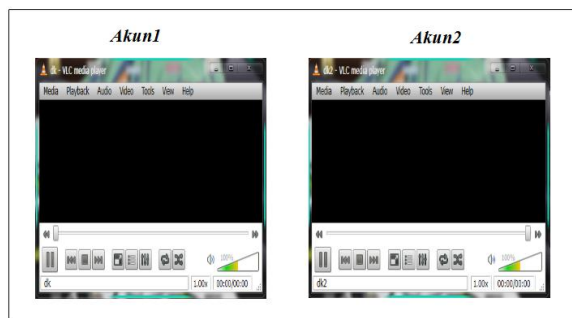 Akun1
Akun2
dk - VLC media player
Media Playback Audio Video Tools View Help
100%
dk
1.00x
00:00/00:00
dk2 - VLC media player
Media Playback Audio Video Tools View Help
100%
dk2
1.00x
00:00/00:00